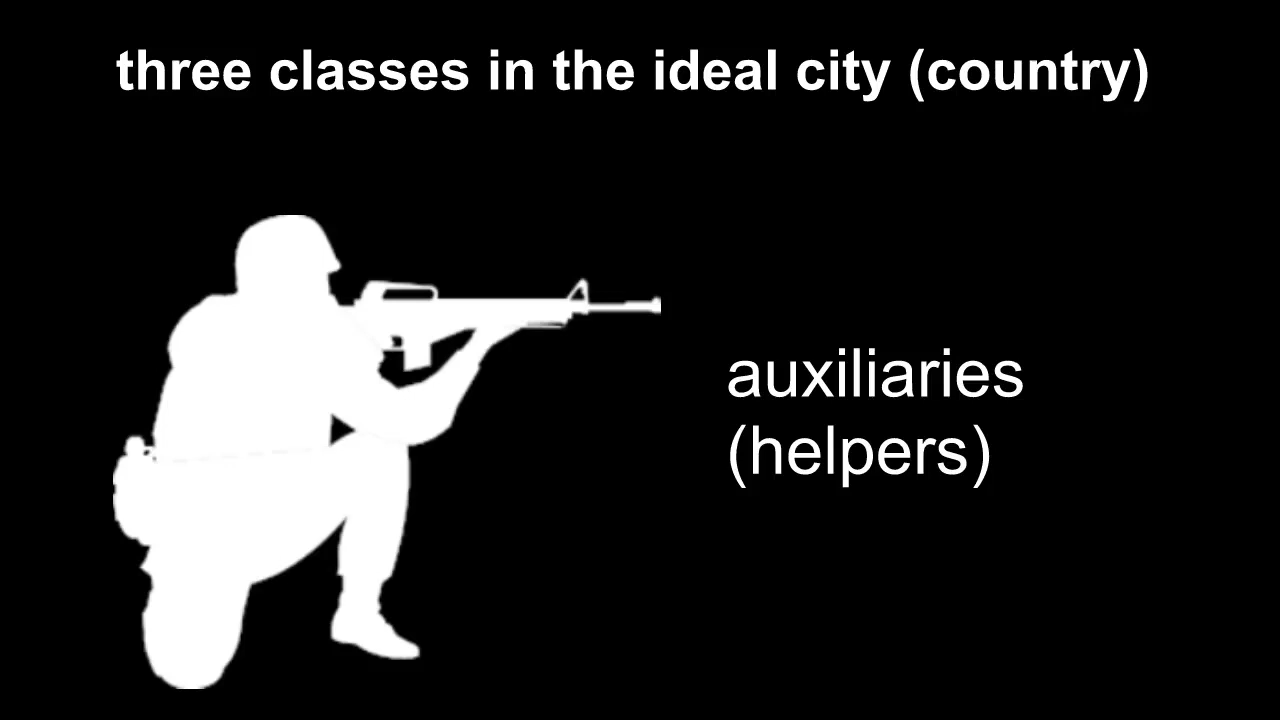 three classes in the ideal city (country)
auxiliaries
(helpers)